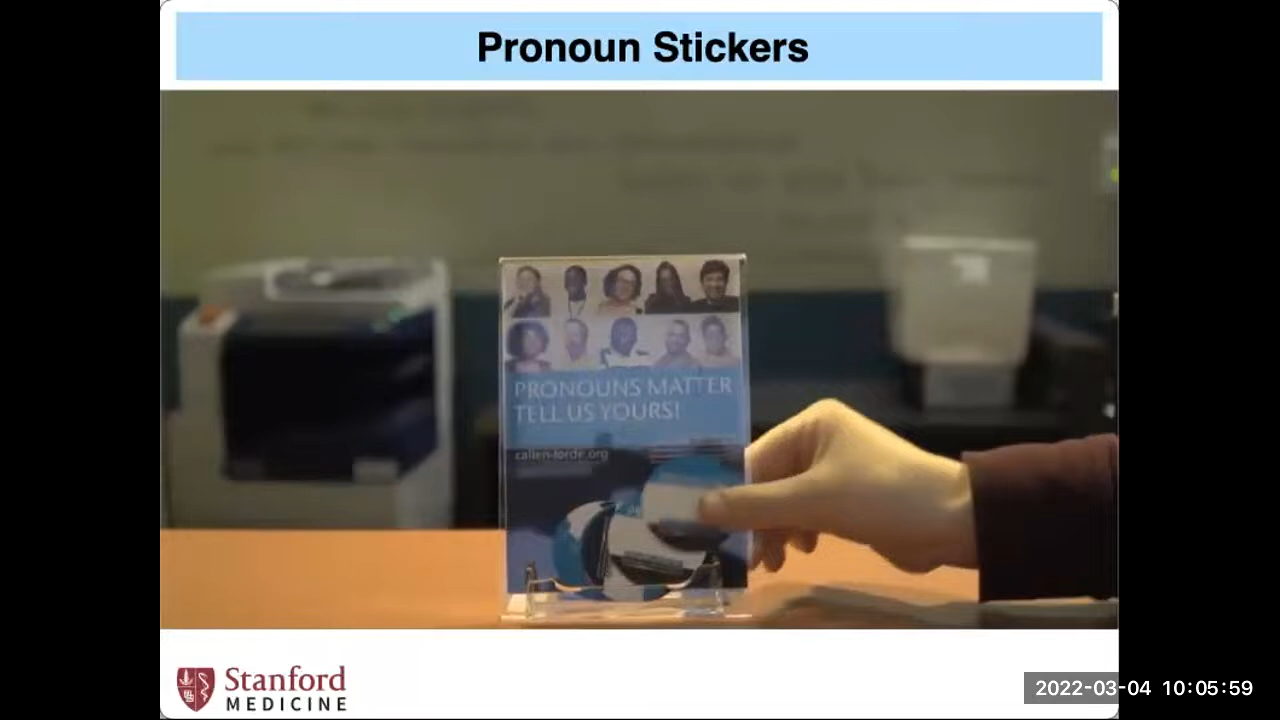 Pronoun Stickers
PRONOUNS MATTER
TELL US YOURS!
callen-lorde.org
Stanford
MEDICINE
2022-03-04 10:05:59